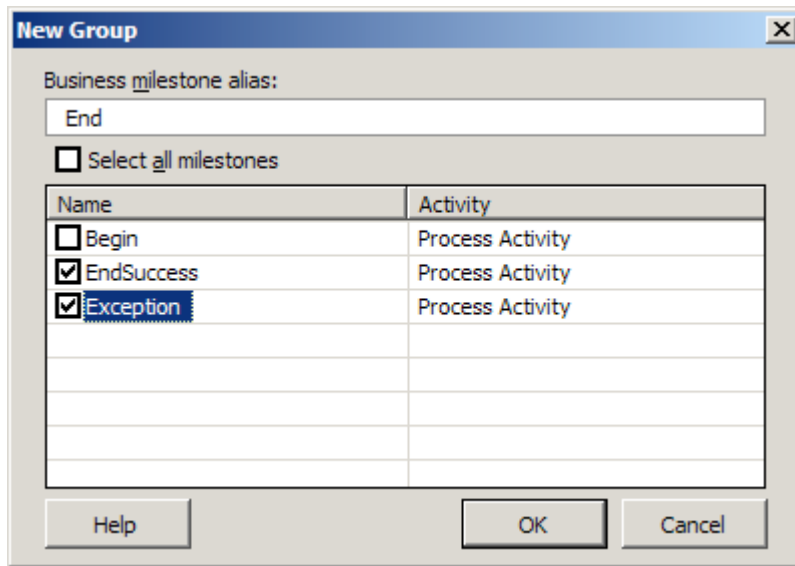 New Group
Business milestone alias:
End
Select all milestones
Name Activity
Begin Process Activity
EndSuccess Process Activity
Exception Process Activity
Help OK Cancel